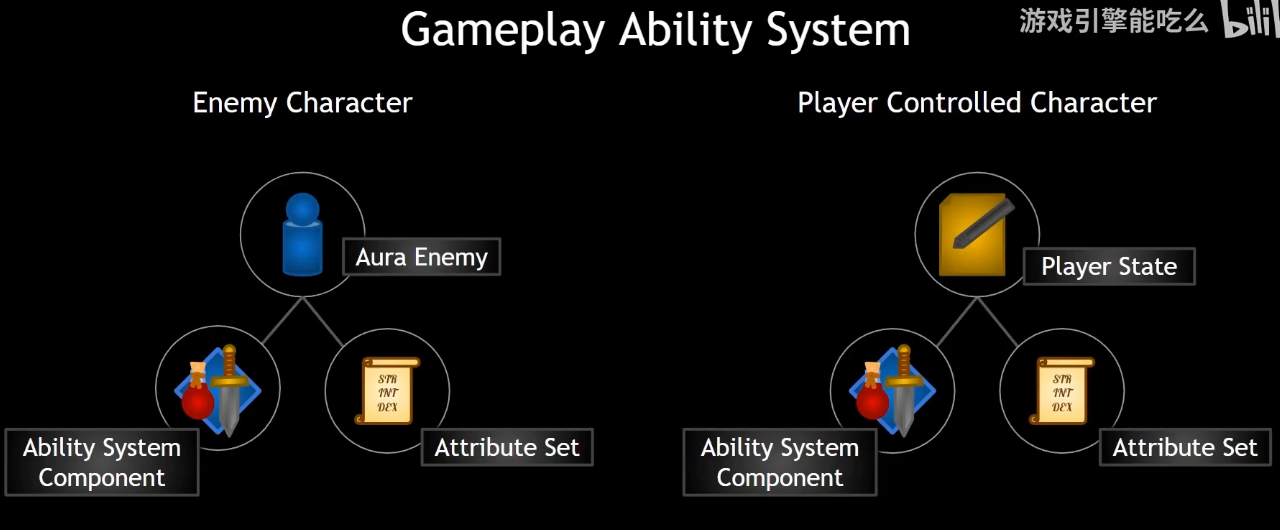 Gameplay Ability System
游戏引擎能吃么
Enemy Character
Player Controlled Character
Aura Enemy
Player State
STR
INT
DEX
STR
INT
DEX
Ability System
Component
Attribute Set
Ability System
Component
Attribute Set